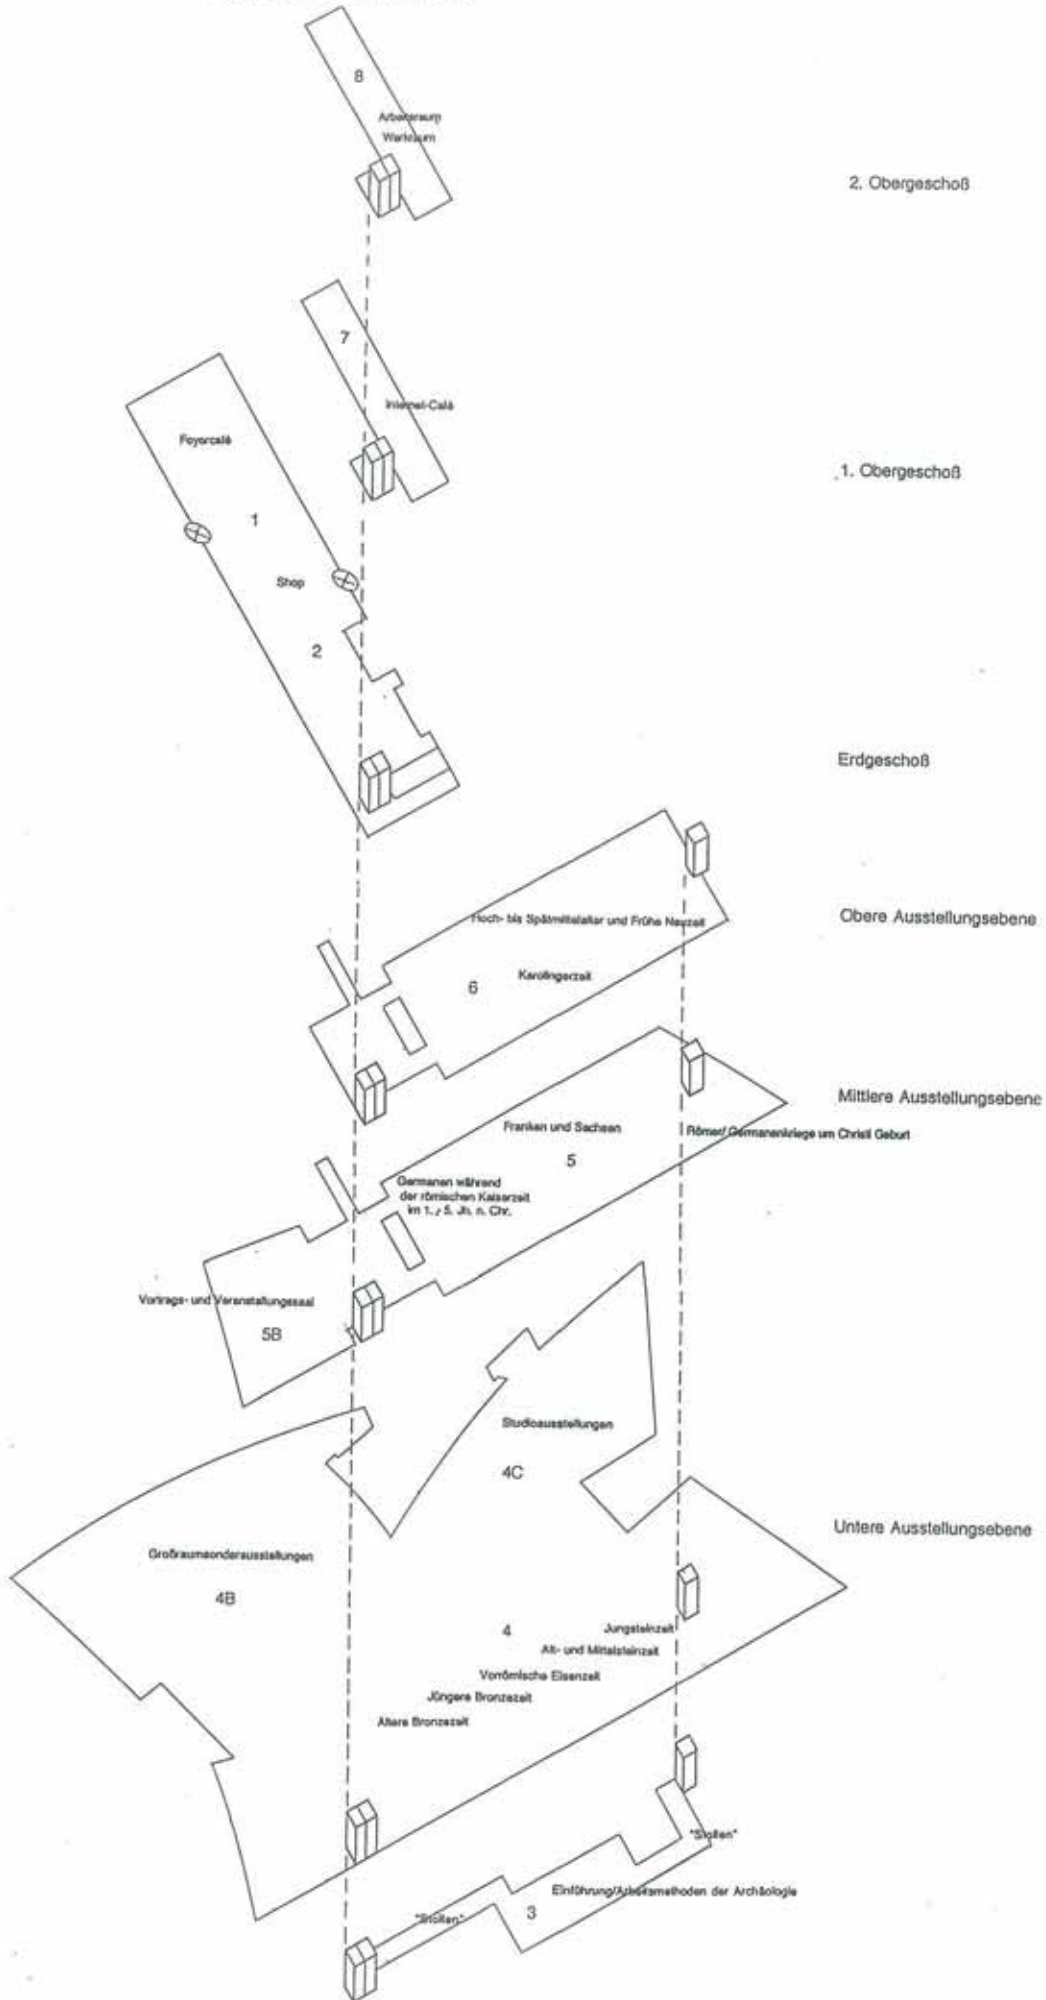 8
Arbeitsraum
Werkraum
2. Obergeschoß
7
Internet-Café
1. Obergeschoß
Foyercafé
1
Shop
2
Erdgeschoß
Obere Ausstellungsebene
Hoch- bis Spätmittelalter und Frühe Neuzeit
Karolingerzeit
6
Mittlere Ausstellungsebene
Franken und Sachsen
Römer/Germanenkriege um Christi Geburt
5
Germanen während
der römischen Kaiserzeit
im 1. - 5. Jh. n. Chr.
Vortrags- und Veranstaltungssaal
5B
Studioausstellungen
4C
Untere Ausstellungsebene
Großraumsonderausstellungen
4B
4
Jungsteinzeit
Alt- und Mittelsteinzeit
Vorrömische Eisenzeit
Jüngere Bronzezeit
Ältere Bronzezeit
"Stollen"
Einführung/Arbeitsmethoden der Archäologie
3
"Stollen"